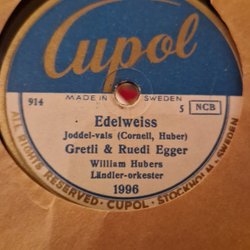 Cupol
914
MADE IN SWEDEN
S NCB
Edelweiss
Joddel-vals (Cornell, Huber)
Gretli & Ruedi Egger
William Hubers
Ländler-orkester
1996
ALL RIGHTS RESERVED · CUPOL · STOCKHOLM-SWEDEN